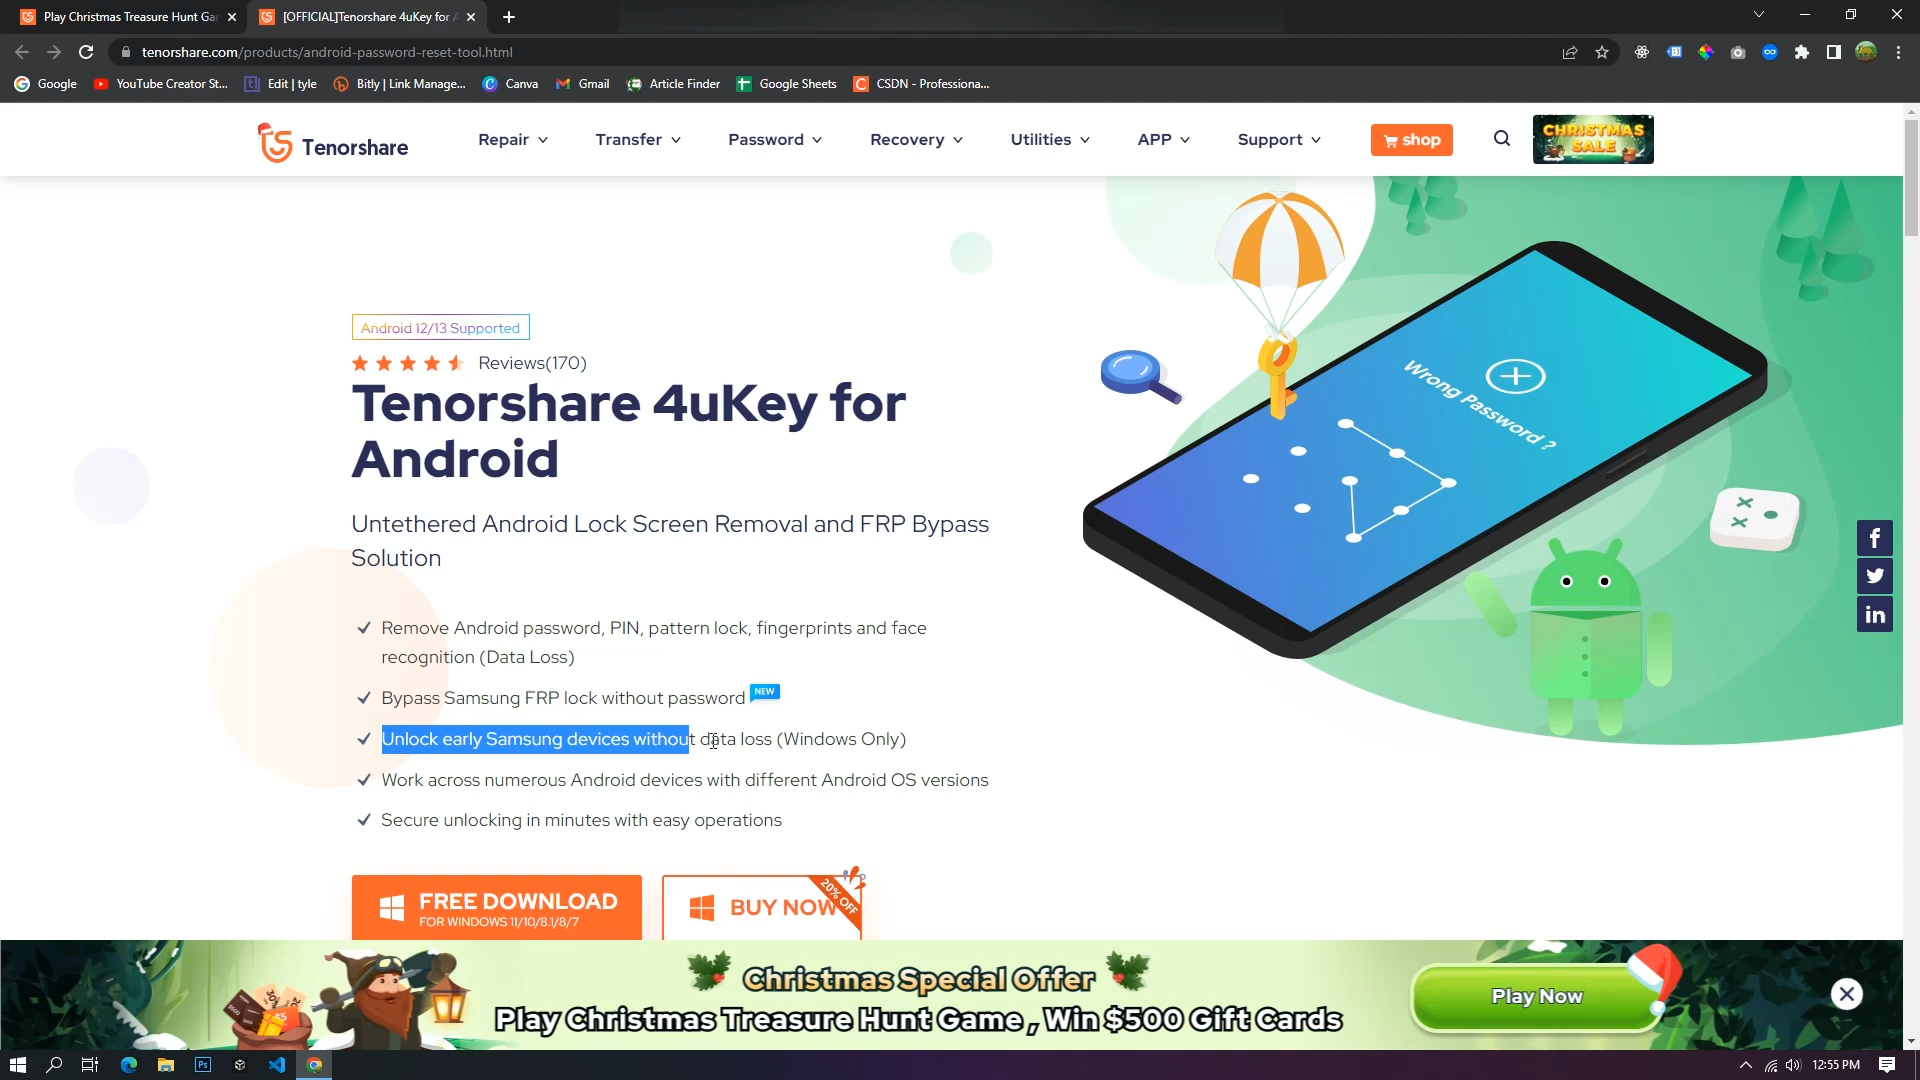 Play Christmas Treasure Hunt Gar
[OFFICIAL]Tenorshare 4uKey for A
tenorshare.com/products/android-password-reset-tool.html
Google
YouTube Creator St...
Edit | tyle
Bitly | Link Manage...
Canva
Gmail
Article Finder
Google Sheets
CSDN - Professiona...
Tenorshare
Repair
Transfer
Password
Recovery
Utilities
APP
Support
shop
CHRISTMAS
SALE
Android 12/13 Supported
Reviews(170)
Tenorshare 4uKey for
Android
Untethered Android Lock Screen Removal and FRP Bypass
Solution
Remove Android password, PIN, pattern lock, fingerprints and face
recognition (Data Loss)
Bypass Samsung FRP lock without password NEW
Unlock early Samsung devices without data loss (Windows Only)
Work across numerous Android devices with different Android OS versions
Secure unlocking in minutes with easy operations
Wrong Password ?
FREE DOWNLOAD
FOR WINDOWS 11/10/8.1/8/7
BUY NOW
20% OFF
Christmas Special Offer
Play Christmas Treasure Hunt Game , Win $500 Gift Cards
Play Now
Ps
12:55 PM